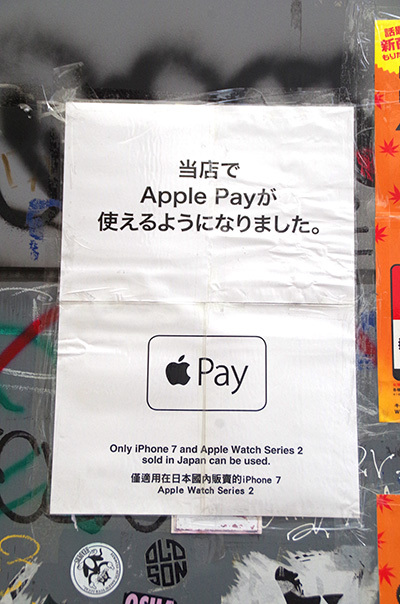 当店で
Apple Payが
使えるようになりました。
Pay
Only iPhone 7 and Apple Watch Series 2
sold in Japan can be used.
僅適用在日本國內販賣的iPhone 7
Apple Watch Series 2
OLD
SON